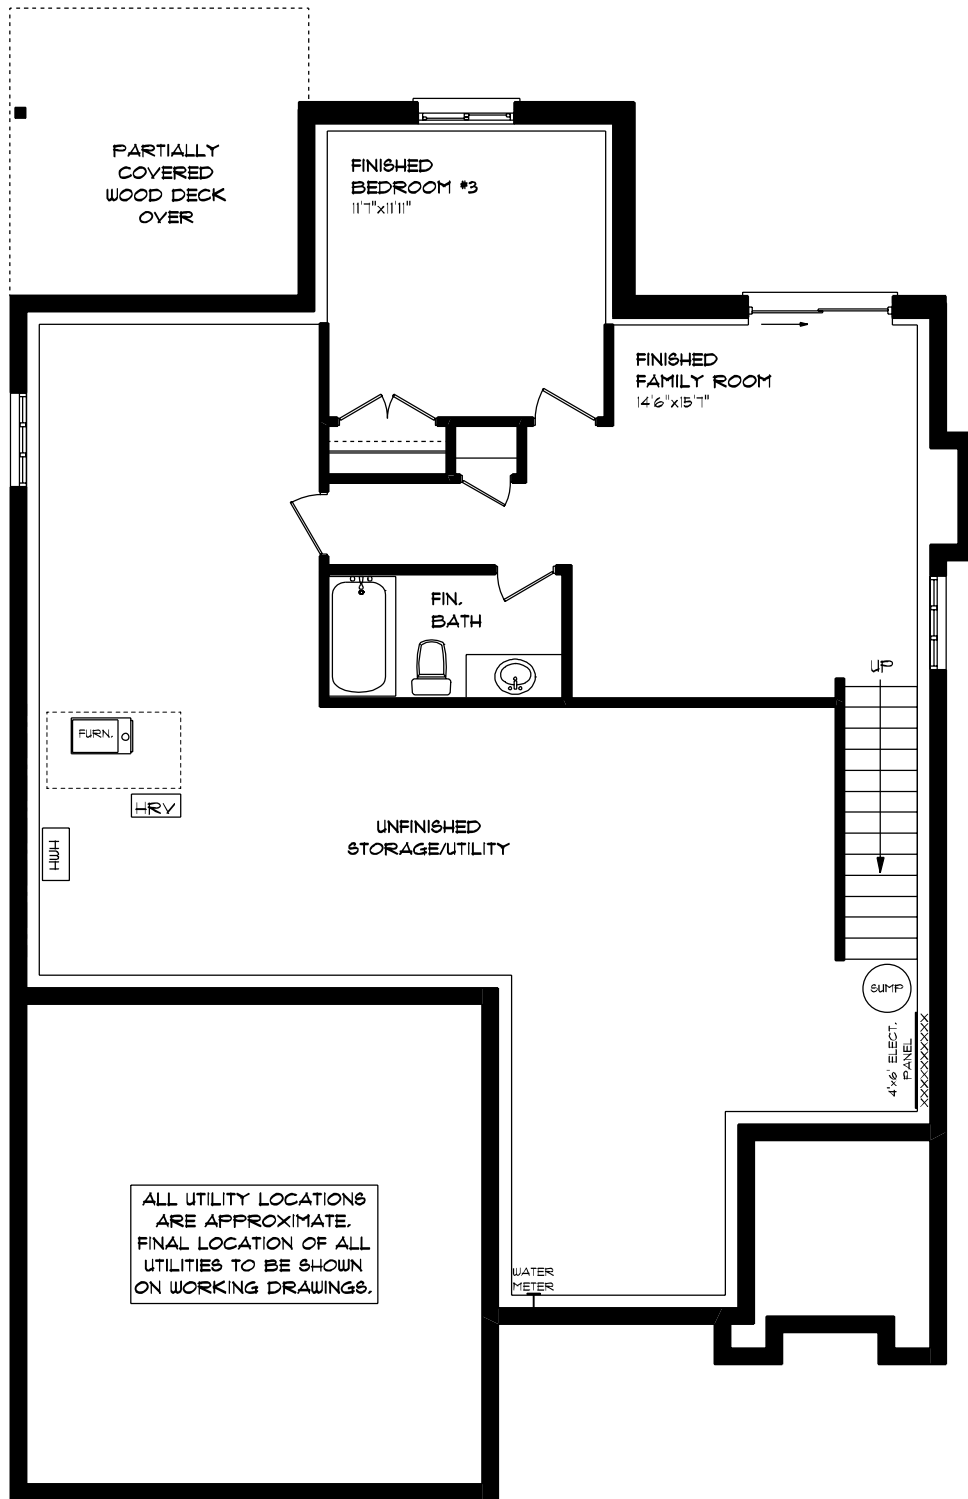 PARTIALLY
COVERED
WOOD DECK
OVER
FINISHED
BEDROOM #3
11'7"x11'11"
FINISHED
FAMILY ROOM
14'6"x15'7"
FIN.
BATH
UP
FURN.
HRV
HWH
UNFINISHED
STORAGE/UTILITY
SUMP
4'x6' ELECT.
PANEL
XXXXXXXXXX
ALL UTILITY LOCATIONS
ARE APPROXIMATE.
FINAL LOCATION OF ALL
UTILITIES TO BE SHOWN
ON WORKING DRAWINGS.
WATER
METER